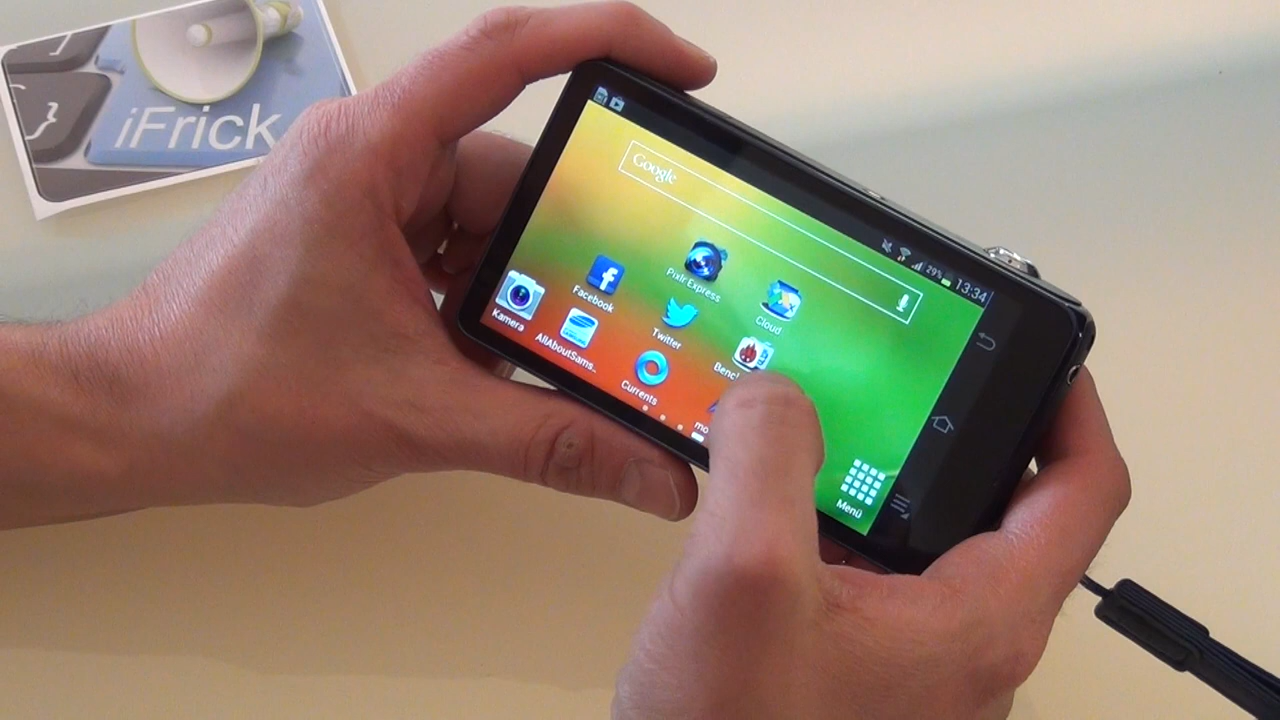 iFrick
}
Google
29%
13:34
Pixlr Express
Facebook
Cloud
Kamera
Twitter
AllAboutSams..
Currents
Menü